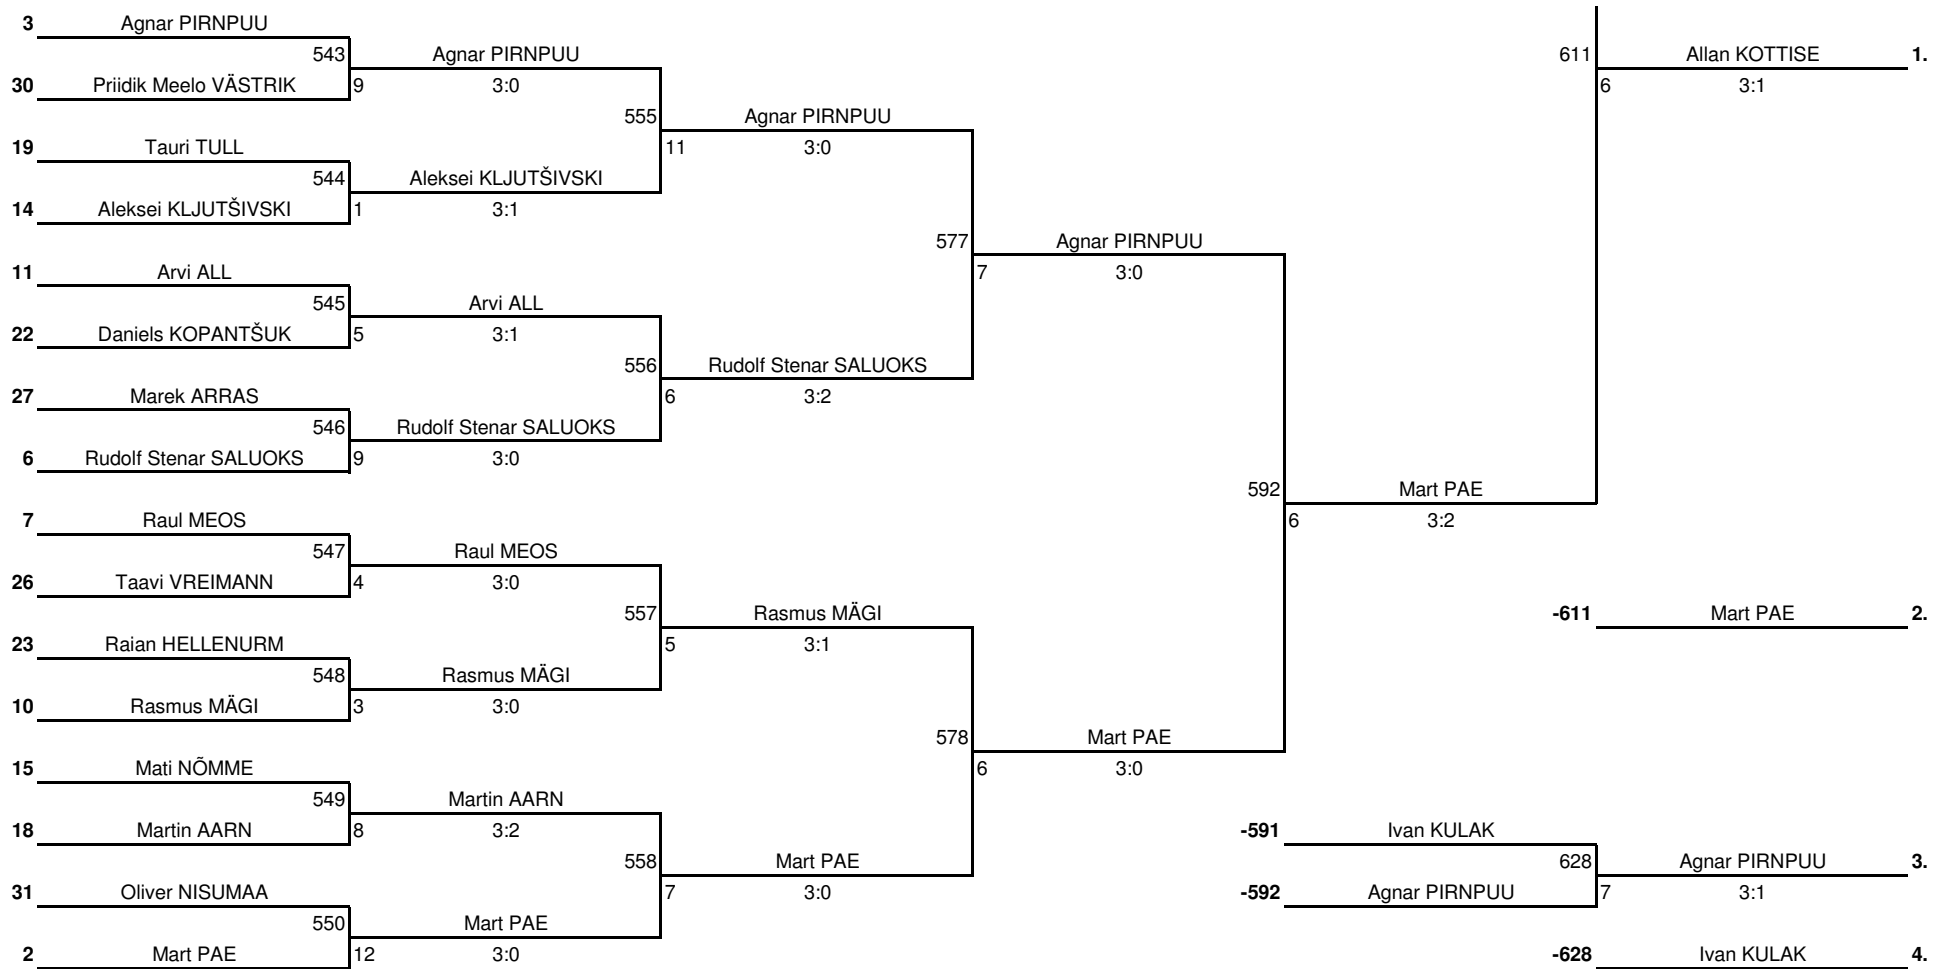 3 Agnar PIRNPUU
543 Agnar PIRNPUU 611 Allan KOTTISE 1.
30 Priidik Meelo VÄSTRIK 9 3:0 6 3:1
555 Agnar PIRNPUU
19 Tauri TULL 11 3:0
544 Aleksei KLJUTŠIVSKI
14 Aleksei KLJUTŠIVSKI 1 3:1
577 Agnar PIRNPUU
11 Arvi ALL 7 3:0
545 Arvi ALL
22 Daniels KOPANTŠUK 5 3:1
556 Rudolf Stenar SALUOKS
27 Marek ARRAS 6 3:2
546 Rudolf Stenar SALUOKS
6 Rudolf Stenar SALUOKS 9 3:0
592 Mart PAE
7 Raul MEOS 6 3:2
547 Raul MEOS
26 Taavi VREIMANN 4 3:0
557 Rasmus MÄGI -611 Mart PAE 2.
23 Raian HELLENURM 5 3:1
548 Rasmus MÄGI
10 Rasmus MÄGI 3 3:0
578 Mart PAE
15 Mati NÕMME 6 3:0
549 Martin AARN
18 Martin AARN 8 3:2 -591 Ivan KULAK
558 Mart PAE 628 Agnar PIRNPUU 3.
31 Oliver NISUMAA 7 3:0 -592 Agnar PIRNPUU 7 3:1
550 Mart PAE
2 Mart PAE 12 3:0 -628 Ivan KULAK 4.